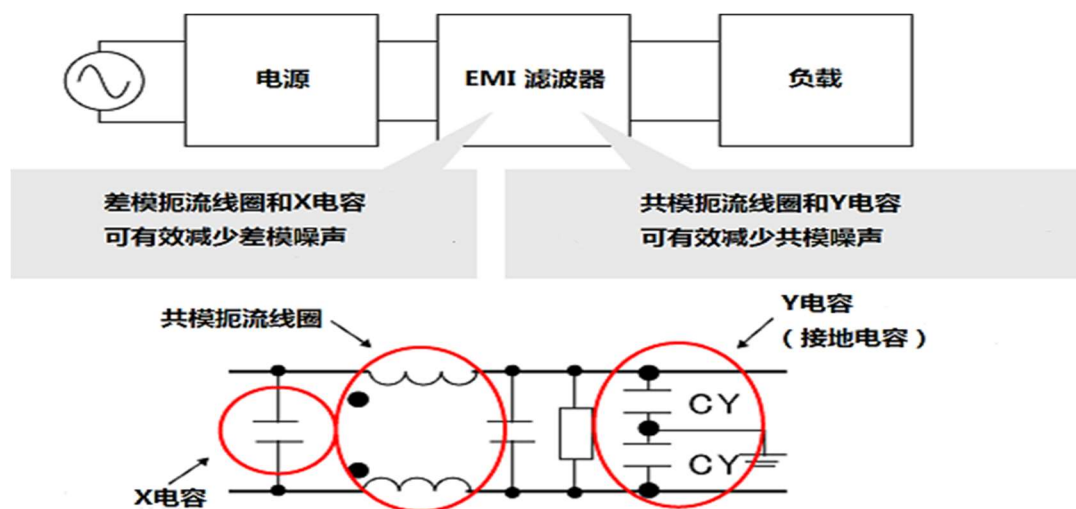 电源
EMI 滤波器
负载
差模扼流线圈和X电容
可有效减少差模噪声
共模扼流线圈和Y电容
可有效减少共模噪声
共模扼流线圈
Y电容
（接地电容）
CY
CY
X电容